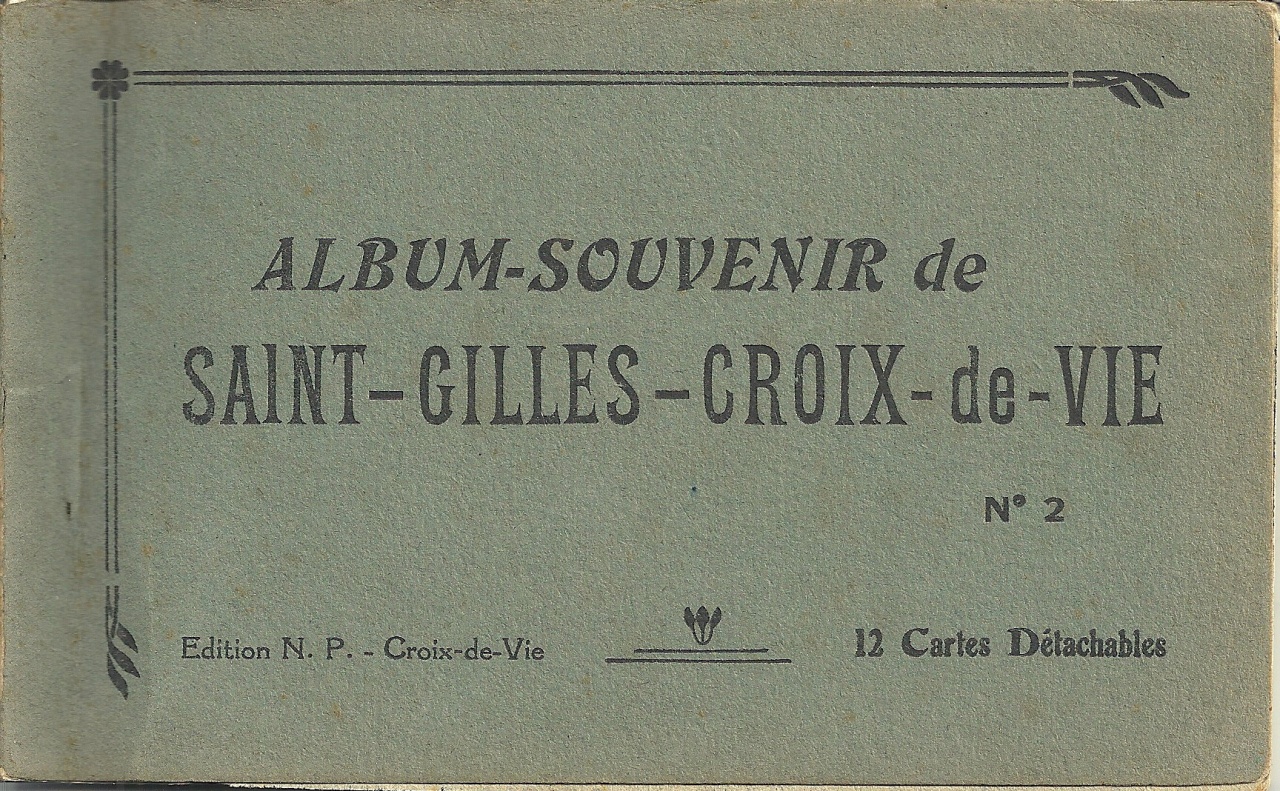 ALBUM-SOUVENIR de
SAINT-GILLES-CROIX-de-VIE
N° 2
Edition N. P. - Croix-de-Vie
12 Cartes Détachables